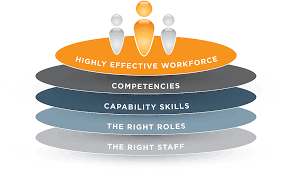 HIGHLY EFFECTIVE WORKFORCE
COMPETENCIES
CAPABILITY SKILLS
THE RIGHT ROLES
THE RIGHT STAFF